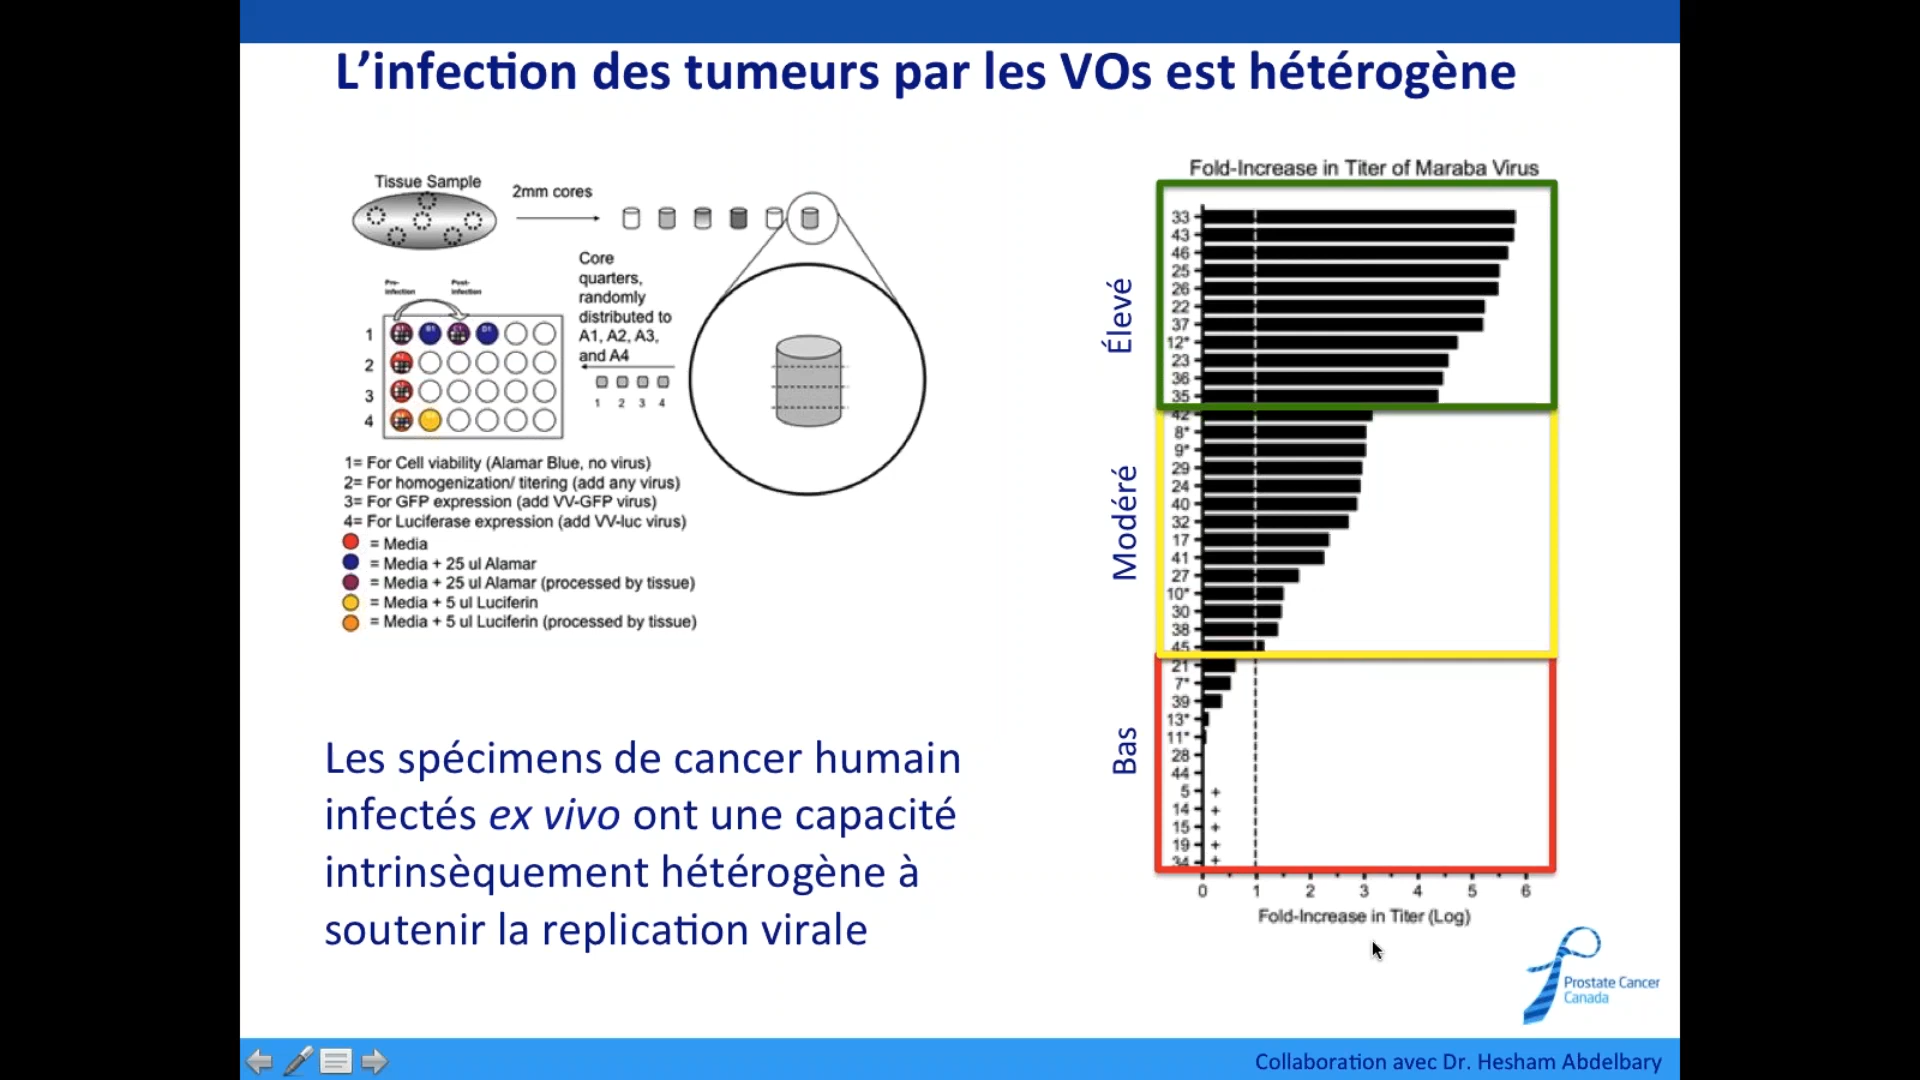 L’infection des tumeurs par les VOs est hétérogène
Tissue Sample
2mm cores
Core
quarters,
randomly
distributed to
A1, A2, A3,
and A4
1 2 3 4
Pre-
infection
Post-
infection
1
2
3
4
1= For Cell viability (Alamar Blue, no virus)
2= For homogenization/ titering (add any virus)
3= For GFP expression (add VV-GFP virus)
4= For Luciferase expression (add VV-luc virus)
= Media
= Media + 25 ul Alamar
= Media + 25 ul Alamar (processed by tissue)
= Media + 5 ul Luciferin
= Media + 5 ul Luciferin (processed by tissue)
Les spécimens de cancer humain
infectés ex vivo ont une capacité
intrinsèquement hétérogène à
soutenir la replication virale
Fold-Increase in Titer of Maraba Virus
Élevé
33
43
46
25
26
22
37
12*
23
36
35
Modéré
42
8*
9*
29
24
40
32
17
41
27
10*
30
38
45
Bas
21
7*
39
13*
11*
28
44
5 +
14 +
15 +
19 +
34 +
0 1 2 3 4 5 6
Fold-Increase in Titer (Log)
Prostate Cancer
Canada
Collaboration avec Dr. Hesham Abdelbary